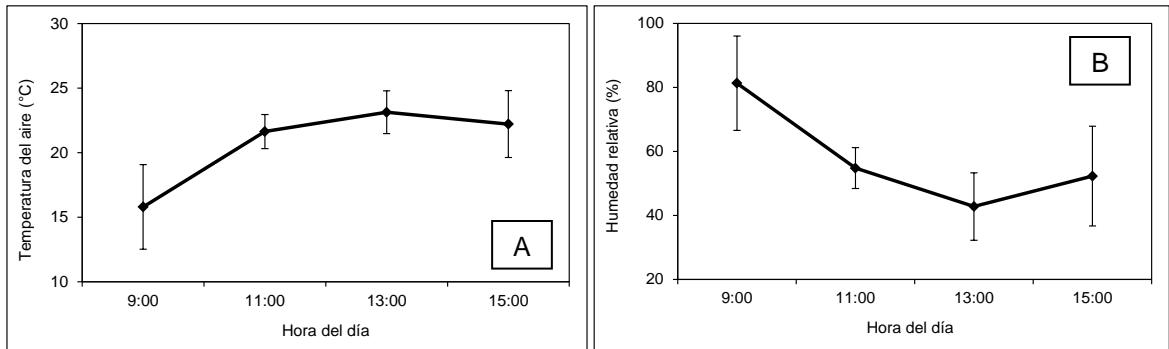 Temperatura del aire (°C)
30
25
20
15
10
9:00 11:00 13:00 15:00
Hora del día
A
Humedad relativa (%)
100
80
60
40
20
9:00 11:00 13:00 15:00
Hora del día
B